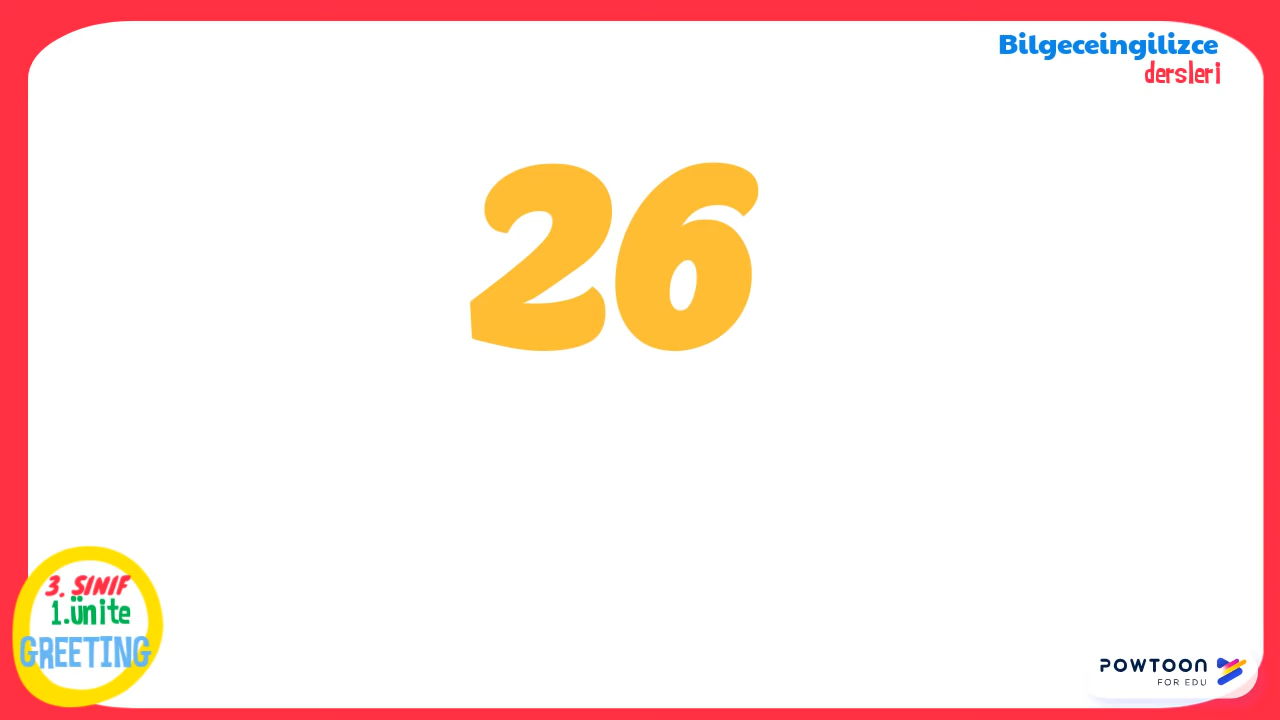 Bilgeceingilizce
dersleri
26
3. SINIF
1.ünite
GREETING
POWTOON
FOR EDU